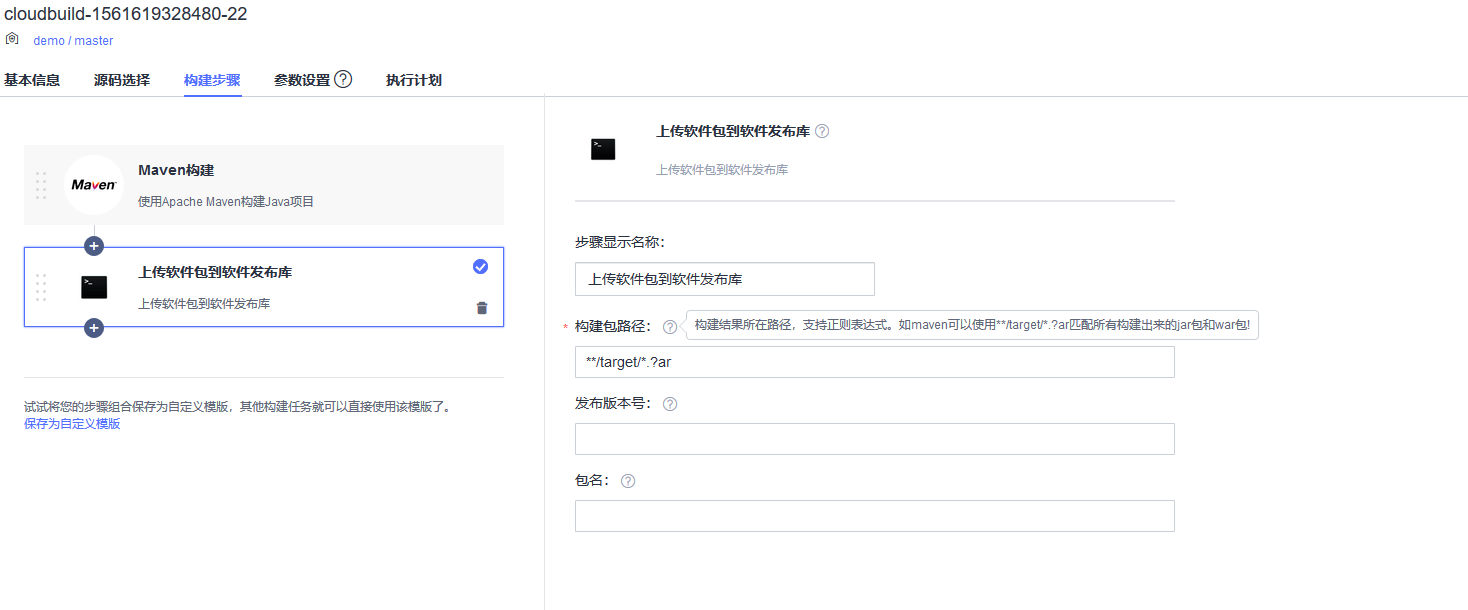 cloudbuild-1561619328480-22
demo / master
基本信息 源码选择 构建步骤 参数设置 ? 执行计划
Maven
Maven构建
使用Apache Maven构建Java项目
+
>_
上传软件包到软件发布库
上传软件包到软件发布库
+
试试将您的步骤组合保存为自定义模版，其他构建任务就可以直接使用该模版了。
保存为自定义模版
>_
上传软件包到软件发布库 ?
上传软件包到软件发布库
步骤显示名称：
上传软件包到软件发布库
* 构建包路径： ? 构建结果所在路径，支持正则表达式。如maven可以使用**/target/*.?ar匹配所有构建出来的jar包和war包!
**/target/*.?ar
发布版本号： ?
包名： ?